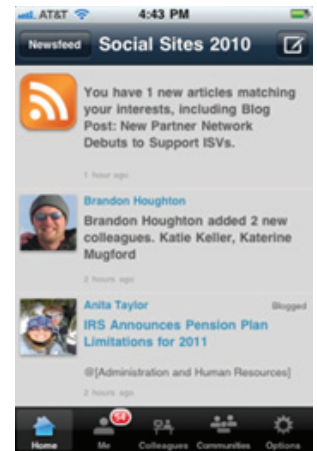 AT&T 4:43 PM
Newsfeed Social Sites 2010
You have 1 new articles matching
your interests, including Blog
Post: New Partner Network
Debuts to Support ISVs.
1 hour ago
Brandon Houghton
Brandon Houghton added 2 new
colleagues. Katie Keller, Katerine
Mugford
2 hours ago
Anita Taylor Blogged
IRS Announces Pension Plan
Limitations for 2011
@[Administration and Human Resources]
2 hours ago
54
Home Me Colleagues Communities Options